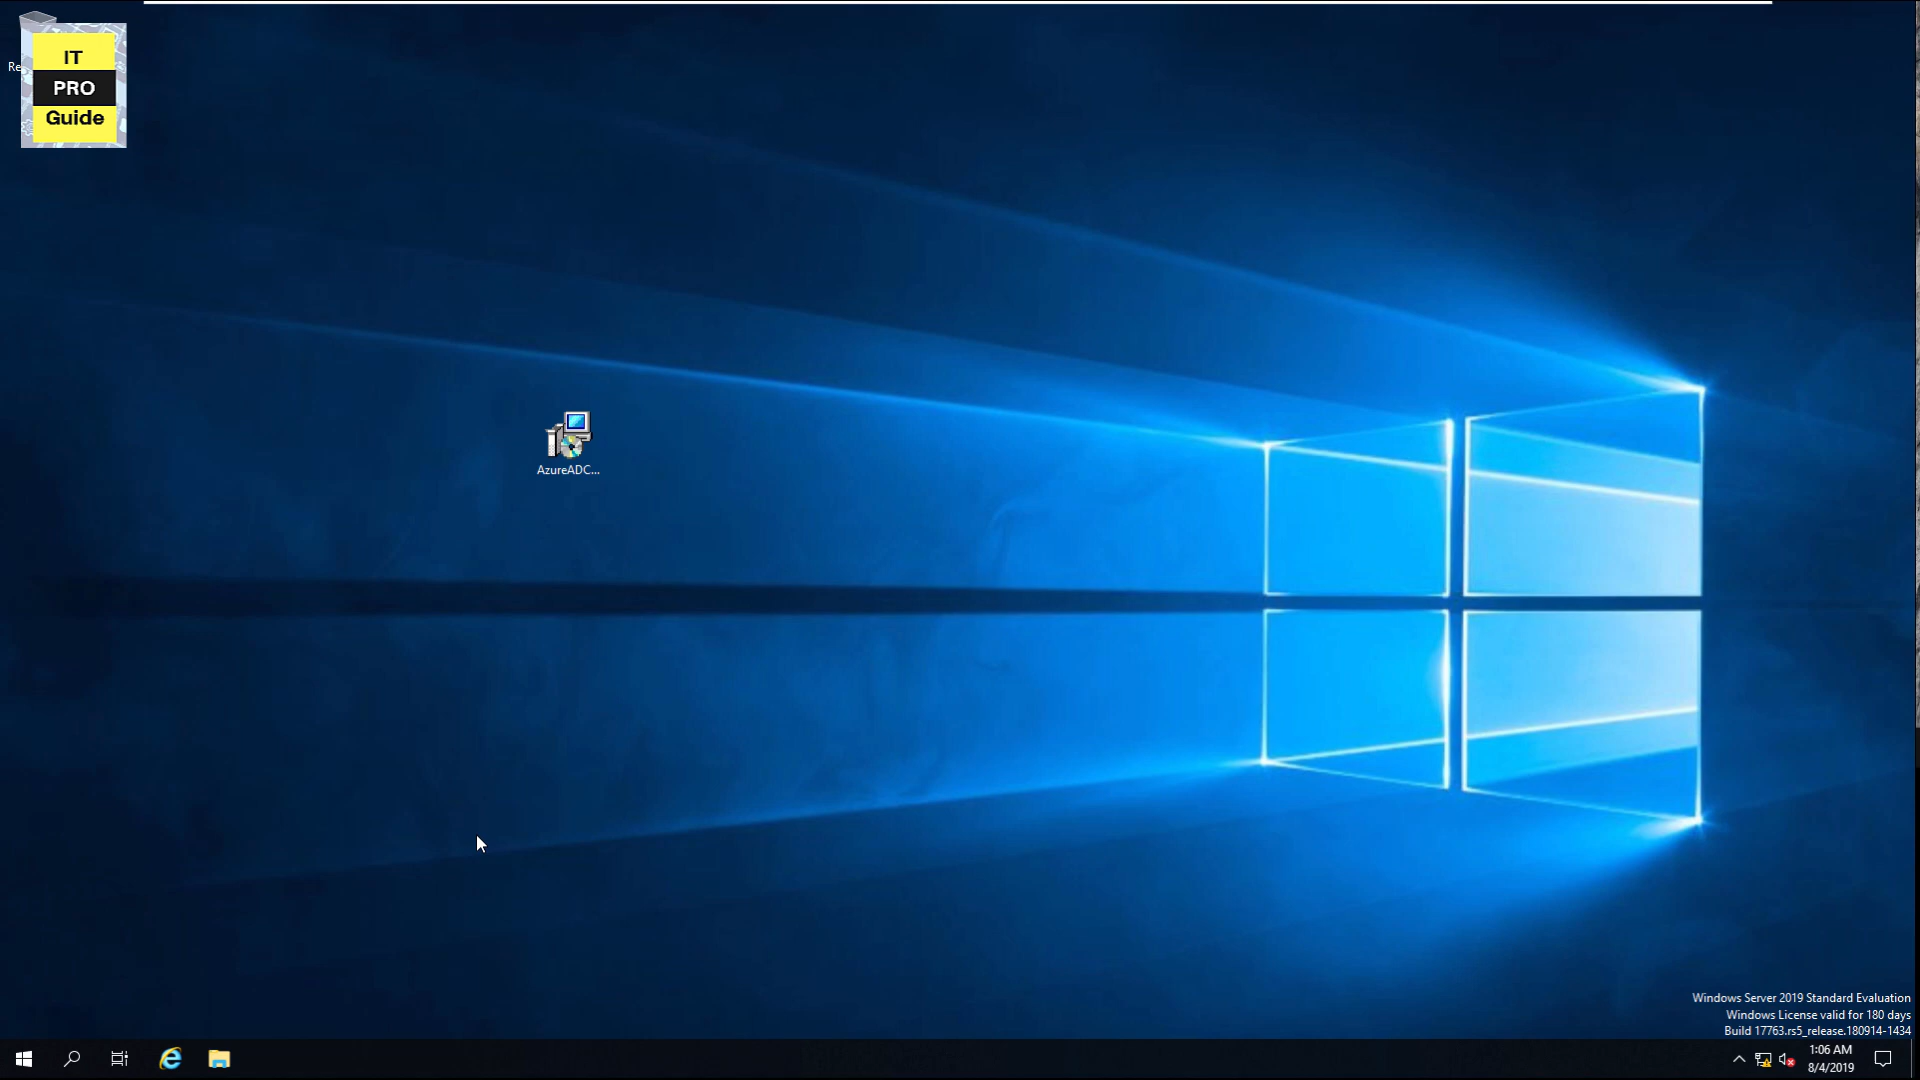 Re
IT
PRO
Guide
AzureADC...
Windows Server 2019 Standard Evaluation
Windows License valid for 180 days
Build 17763.rs5_release.180914-1434
1:06 AM
8/4/2019